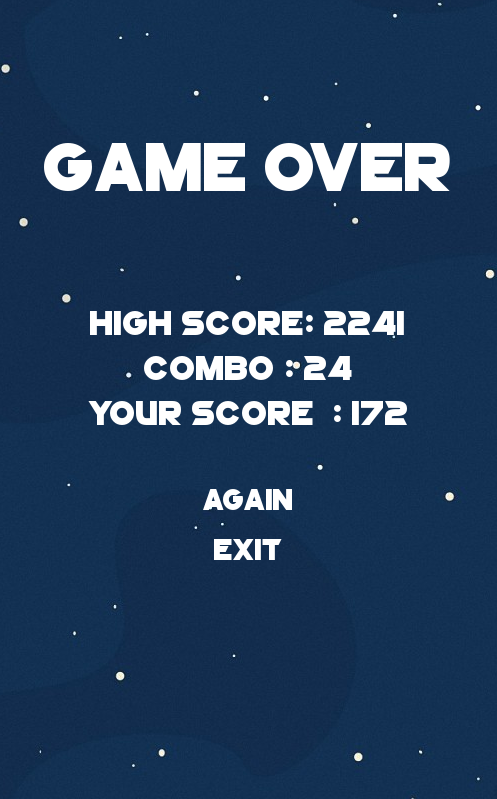 GAME OVER
HIGH SCORE: 2241
COMBO : 24
YOUR SCORE : 172
AGAIN
EXIT